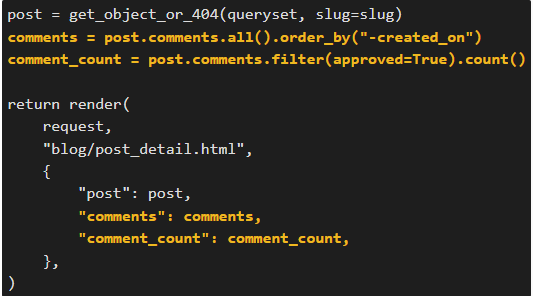 post = get_object_or_404(queryset, slug=slug)
comments = post.comments.all().order_by("-created_on")
comment_count = post.comments.filter(approved=True).count()

return render(
    request,
    "blog/post_detail.html",
    {
        "post": post,
        "comments": comments,
        "comment_count": comment_count,
    },
)